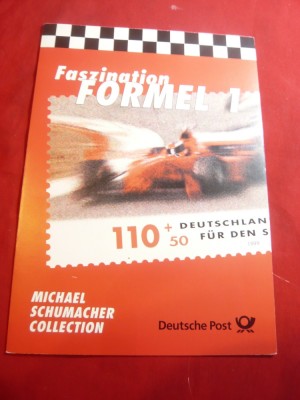 Faszination
FORMEL 1
110 + 50
DEUTSCHLAN
FÜR DEN S
MICHAEL
SCHUMACHER
COLLECTION
Deutsche Post